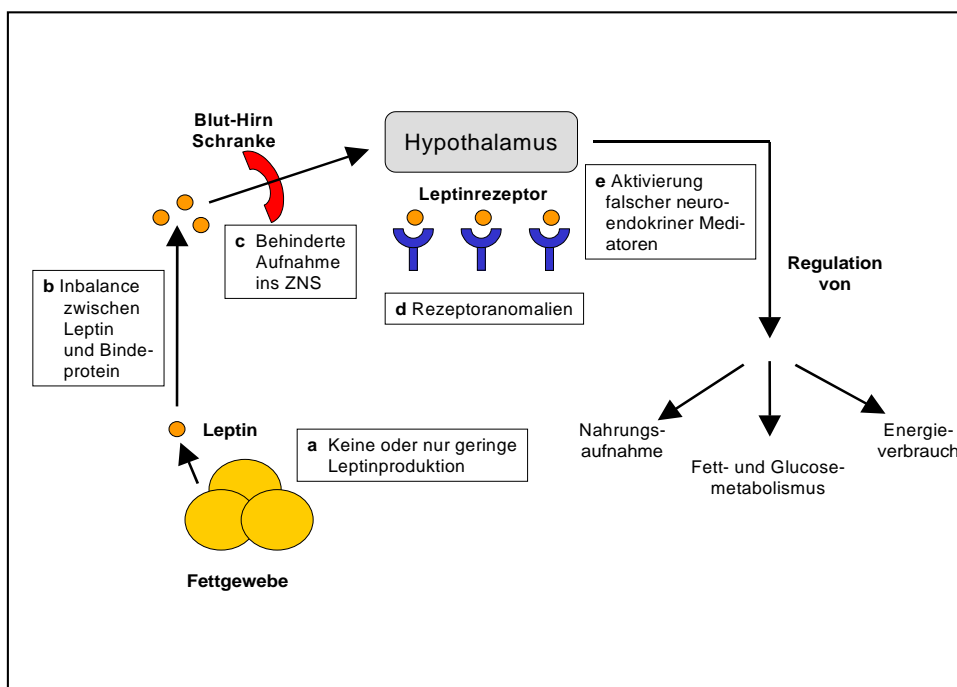 Blut-Hirn
Schranke
Hypothalamus
Leptinrezeptor
e Aktivierung
falscher neuro-
endokriner Medi-
atoren
c Behinderte
Aufnahme
ins ZNS
Regulation
von
b Inbalance
zwischen
Leptin
und Binde-
protein
d Rezeptoranomalien
Leptin
a Keine oder nur geringe
Leptinproduktion
Nahrungs-
aufnahme
Fett- und Glucose-
metabolismus
Energie-
verbrauch
Fettgewebe